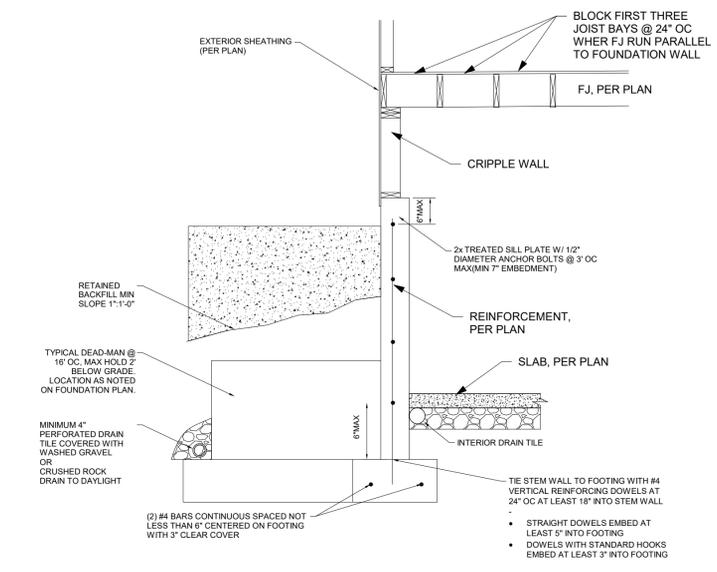 BLOCK FIRST THREE
JOIST BAYS @ 24" OC
WHER FJ RUN PARALLEL
TO FOUNDATION WALL
EXTERIOR SHEATHING
(PER PLAN)
FJ, PER PLAN
CRIPPLE WALL
6"MAX
2x TREATED SILL PLATE W/ 1/2"
DIAMETER ANCHOR BOLTS @ 3' OC
MAX(MIN 7" EMBEDMENT)
RETAINED
BACKFILL MIN
SLOPE 1":1'-0"
REINFORCEMENT,
PER PLAN
TYPICAL DEAD-MAN @
16' OC, MAX HOLD 2'
BELOW GRADE.
LOCATION AS NOTED
ON FOUNDATION PLAN.
SLAB, PER PLAN
MINIMUM 4"
PERFORATED DRAIN
TILE COVERED WITH
WASHED GRAVEL
OR
CRUSHED ROCK
DRAIN TO DAYLIGHT
6"MAX
INTERIOR DRAIN TILE
TIE STEM WALL TO FOOTING WITH #4
VERTICAL REINFORCING DOWELS AT
24" OC AT LEAST 18" INTO STEM WALL
-
• STRAIGHT DOWELS EMBED AT
LEAST 5" INTO FOOTING
• DOWELS WITH STANDARD HOOKS
EMBED AT LEAST 3" INTO FOOTING
(2) #4 BARS CONTINUOUS SPACED NOT
LESS THAN 6" CENTERED ON FOOTING
WITH 3" CLEAR COVER